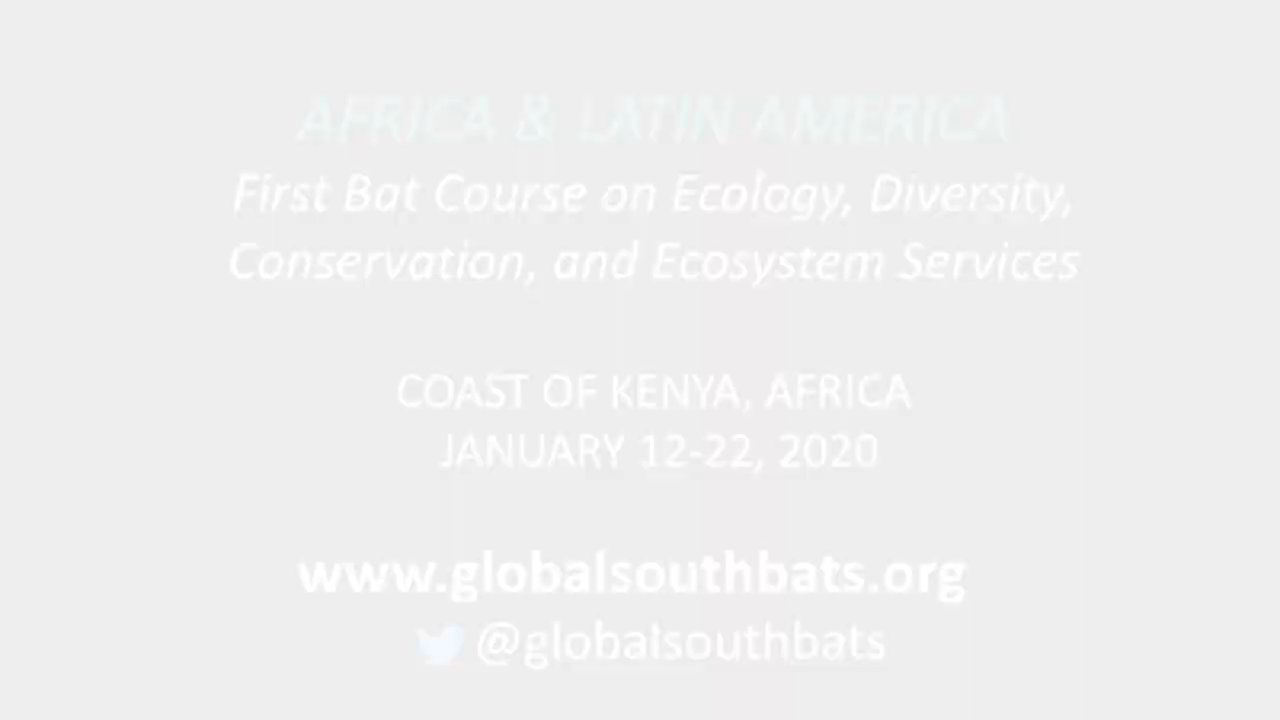 AFRICA & LATIN AMERICA
First Bat Course on Ecology, Diversity,
Conservation, and Ecosystem Services
COAST OF KENYA, AFRICA
JANUARY 12-22, 2020
www.globalsouthbats.org
@globalsouthbats